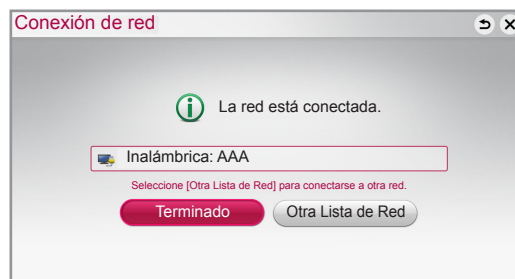 Conexión de red
La red está conectada.
Inalámbrica: AAA
Seleccione [Otra Lista de Red] para conectarse a otra red.
Terminado
Otra Lista de Red